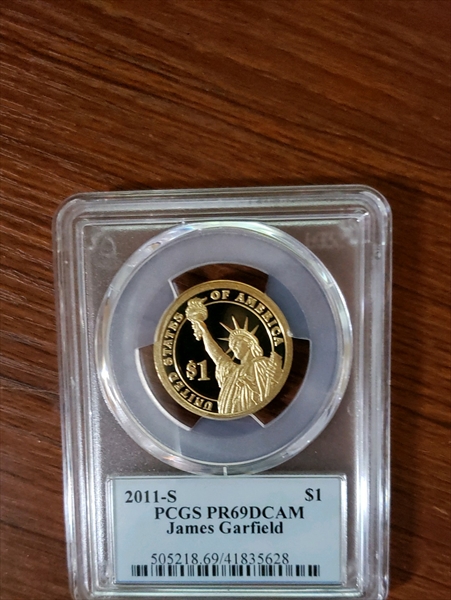 UNITED STATES OF AMERICA
$1
2011-S $1
PCGS PR69DCAM
James Garfield
505218.69/41835628